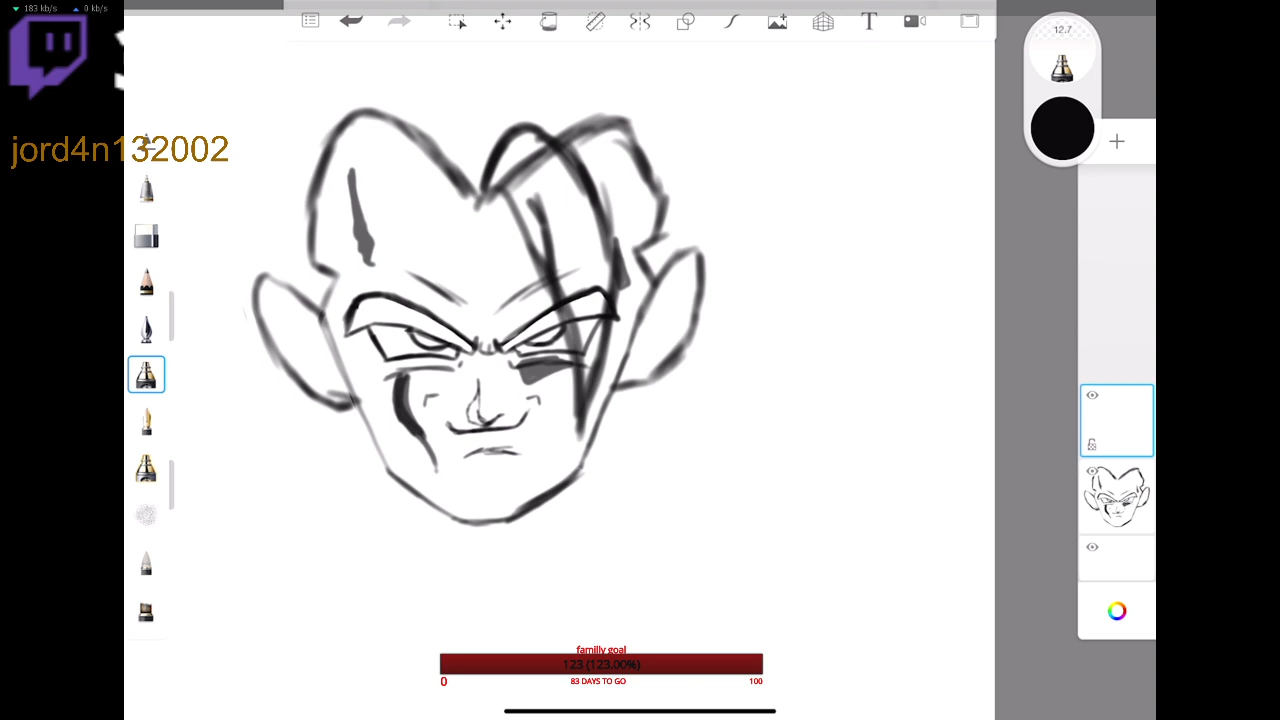 183 kb/s 0 kb/s
12.7
T
jord4n132002
familly goal
123 (123.00%)
0 83 DAYS TO GO 100